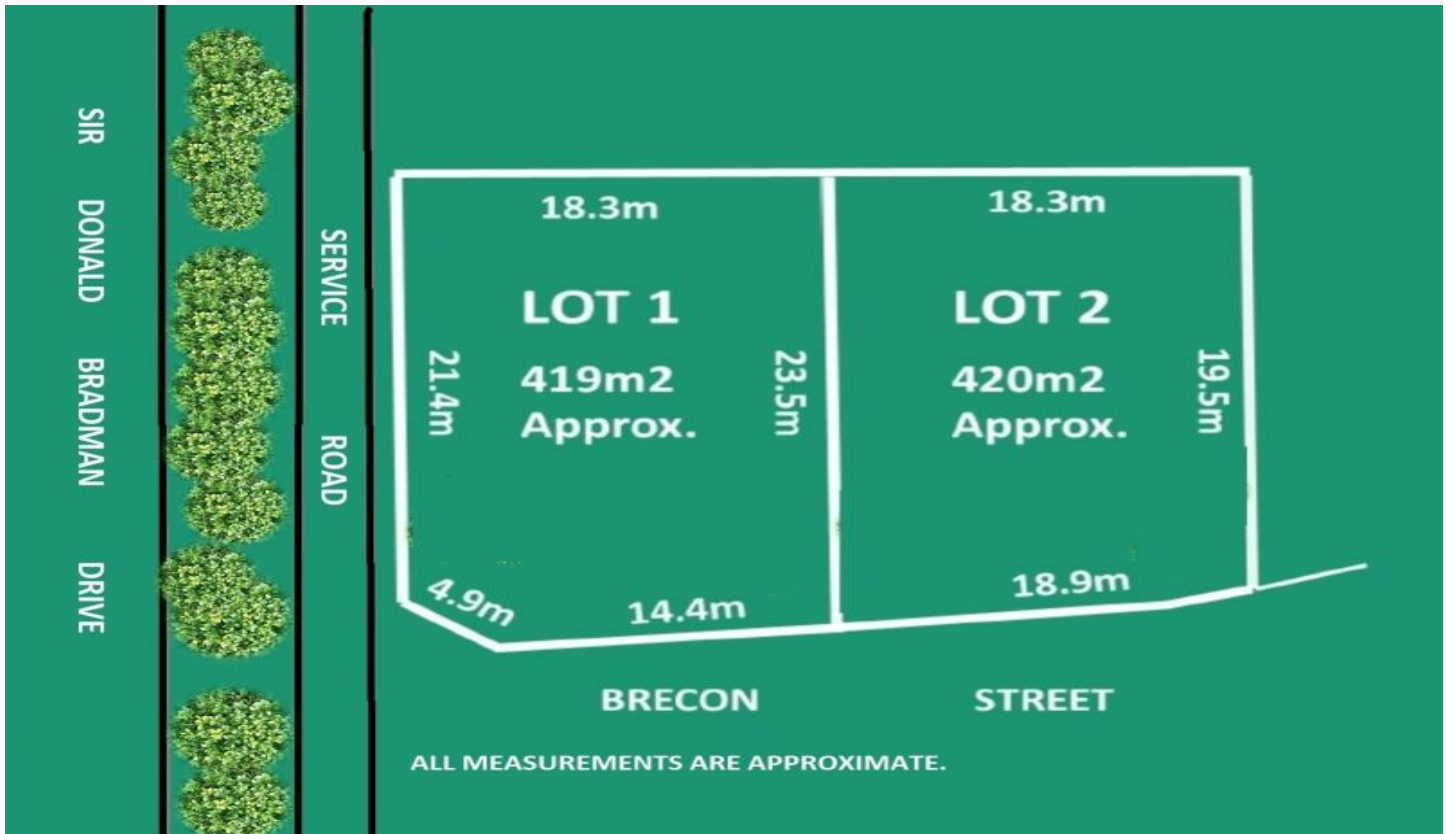 SIR DONALD BRADMAN DRIVE
SERVICE ROAD
18.3m
18.3m
LOT 1
419m2
Approx.
21.4m
23.5m
LOT 2
420m2
Approx.
19.5m
4.9m
14.4m
18.9m
BRECON STREET
ALL MEASUREMENTS ARE APPROXIMATE.